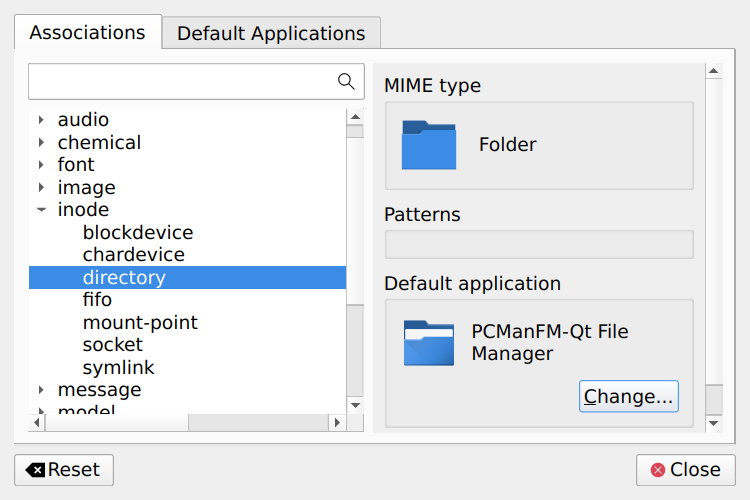 Associations
Default Applications
audio
chemical
font
image
inode
blockdevice
chardevice
directory
fifo
mount-point
socket
symlink
message
model
MIME type
Folder
Patterns
Default application
PCManFM-Qt File
Manager
Change...
Reset
Close